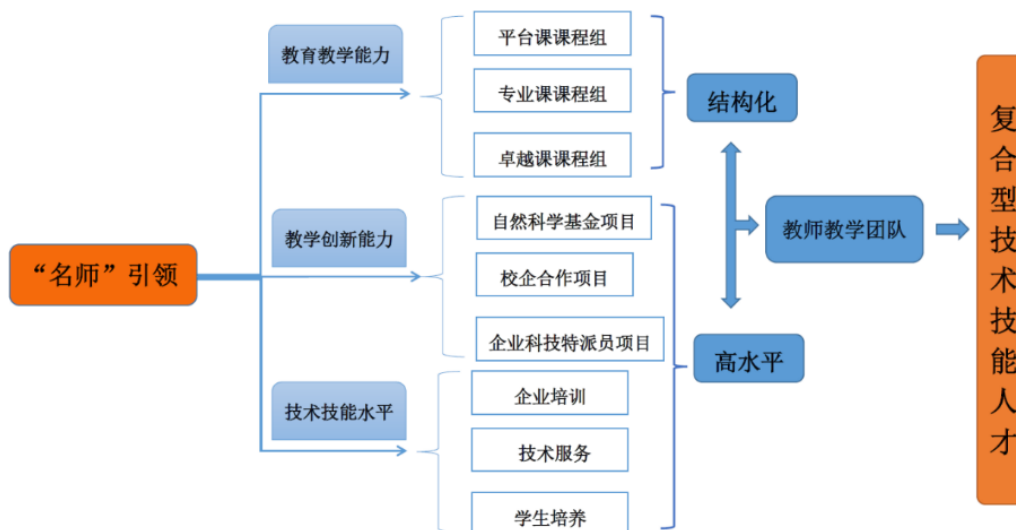 “名师”引领
教育教学能力
平台课课程组
专业课课程组
卓越课课程组
教学创新能力
自然科学基金项目
校企合作项目
企业科技特派员项目
技术技能水平
企业培训
技术服务
学生培养
结构化
高水平
教师教学团队
复合型技术技能人才